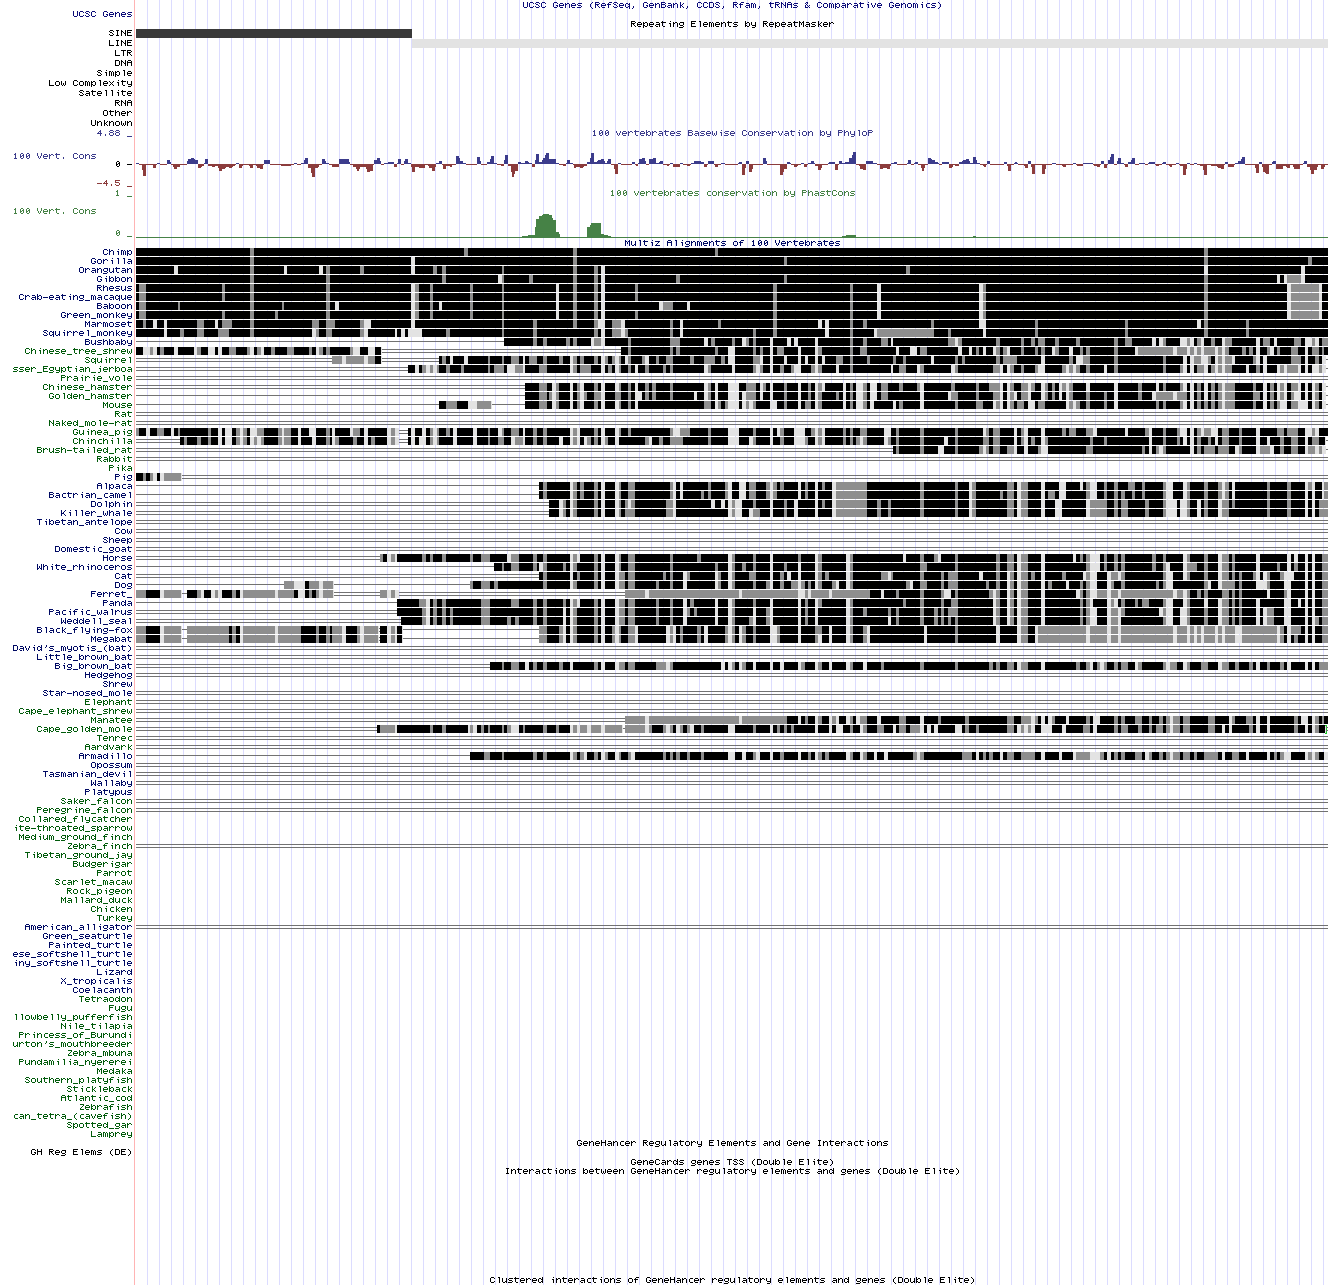 UCSC Genes (RefSeq, GenBank, CCDS, Rfam, tRNAs & Comparative Genomics)
UCSC Genes
Repeating Elements by RepeatMasker
SINE
LINE
LTR
DNA
Simple
Low Complexity
Satellite
RNA
Other
Unknown
4.88 _
100 vertebrates Basewise Conservation by PhyloP
100 Vert. Cons
0 _
-4.5 _
1 _
100 vertebrates conservation by PhastCons
100 Vert. Cons
0 _
Multiz Alignments of 100 Vertebrates
Chimp
Gorilla
Orangutan
Gibbon
Rhesus
Crab-eating_macaque
Baboon
Green_monkey
Marmoset
Squirrel_monkey
Bushbaby
Chinese_tree_shrew
Squirrel
sser_Egyptian_jerboa
Prairie_vole
Chinese_hamster
Golden_hamster
Mouse
Rat
Naked_mole-rat
Guinea_pig
Chinchilla
Brush-tailed_rat
Rabbit
Pika
Pig
Alpaca
Bactrian_camel
Dolphin
Killer_whale
Tibetan_antelope
Cow
Sheep
Domestic_goat
Horse
White_rhinoceros
Cat
Dog
Ferret_
Panda
Pacific_walrus
Weddell_seal
Black_flying-fox
Megabat
David's_myotis_(bat)
Little_brown_bat
Big_brown_bat
Hedgehog
Shrew
Star-nosed_mole
Elephant
Cape_elephant_shrew
Manatee
Cape_golden_mole
Tenrec
Aardvark
Armadillo
Opossum
Tasmanian_devil
Wallaby
Platypus
Saker_falcon
Peregrine_falcon
Collared_flycatcher
ite-throated_sparrow
Medium_ground_finch
Zebra_finch
Tibetan_ground_jay
Budgerigar
Parrot
Scarlet_macaw
Rock_pigeon
Mallard_duck
Chicken
Turkey
American_alligator
Green_seaturtle
Painted_turtle
ese_softshell_turtle
iny_softshell_turtle
Lizard
X_tropicalis
Coelacanth
Tetraodon
Fugu
llowbelly_pufferfish
Nile_tilapia
Princess_of_Burundi
urton's_mouthbreeder
Zebra_mbuna
Pundamilia_nyererei
Medaka
Southern_platyfish
Stickleback
Atlantic_cod
Zebrafish
can_tetra_(cavefish)
Spotted_gar
Lamprey
GeneHancer Regulatory Elements and Gene Interactions
GH Reg Elems (DE)
GeneCards genes TSS (Double Elite)
Interactions between GeneHancer regulatory elements and genes (Double Elite)
Clustered interactions of GeneHancer regulatory elements and genes (Double Elite)